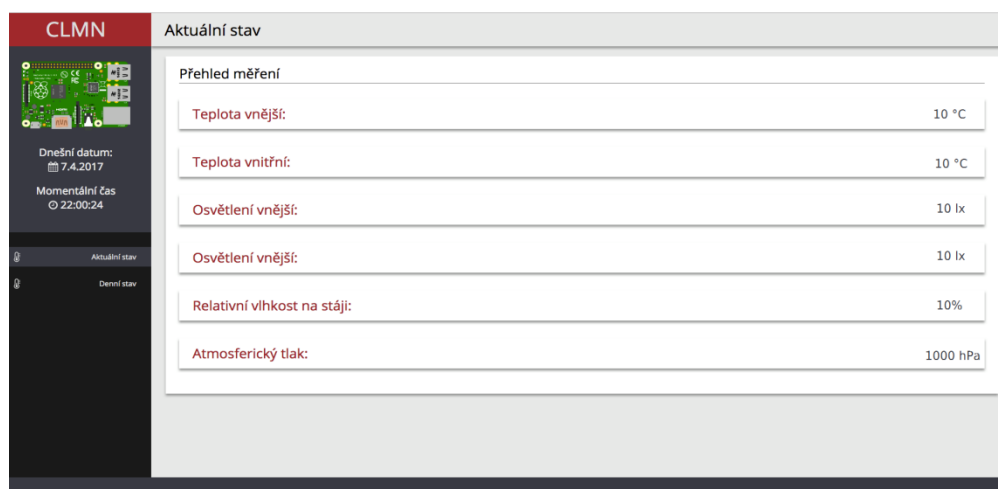 CLMN
Aktuální stav
Dnešní datum:
7.4.2017
Momentální čas
22:00:24
Aktuální stav
Denní stav
Přehled měření
Teplota vnější: 10 °C
Teplota vnitřní: 10 °C
Osvětlení vnější: 10 lx
Osvětlení vnější: 10 lx
Relativní vlhkost na stáji: 10%
Atmosferický tlak: 1000 hPa